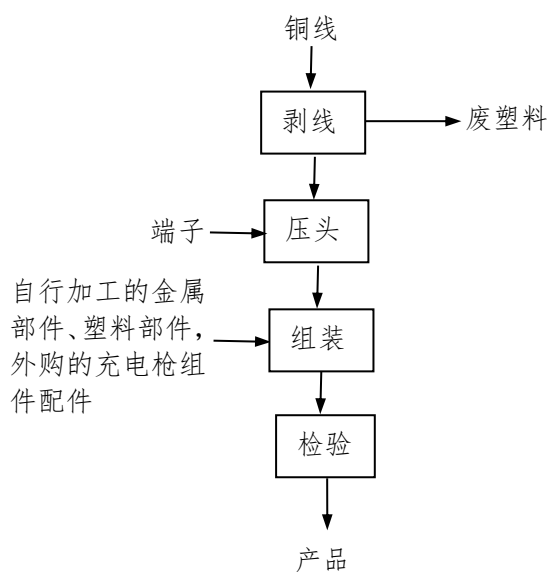 铜线
剥线
废塑料
端子
压头
自行加工的金属
部件、塑料部件，
外购的充电枪组
件配件
组装
检验
产品